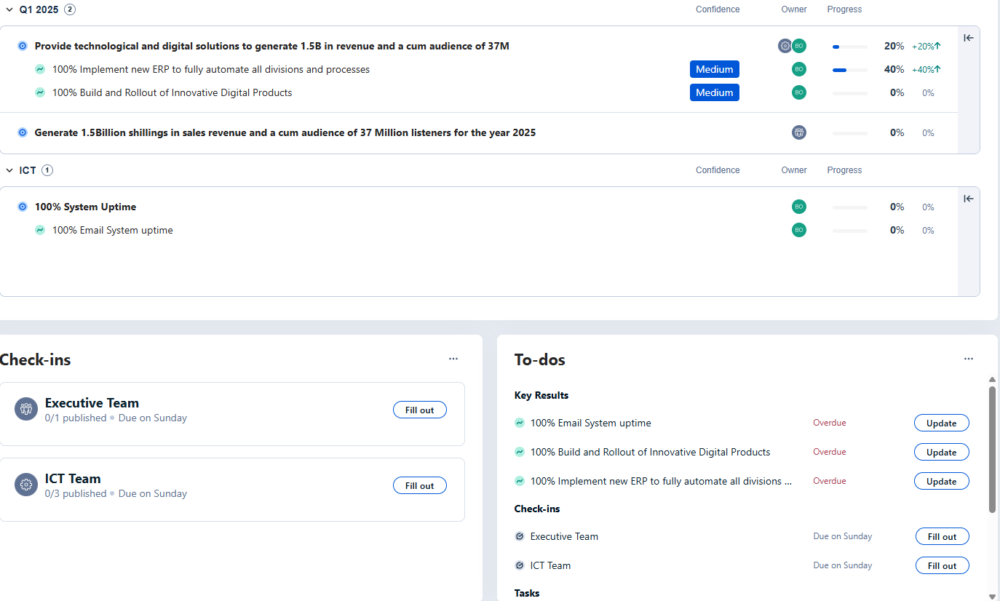 Q1 2025 2 Confidence Owner Progress
Provide technological and digital solutions to generate 1.5B in revenue and a cum audience of 37M BO 20% +20%↑
100% Implement new ERP to fully automate all divisions and processes Medium BO 40% +40%↑
100% Build and Rollout of Innovative Digital Products Medium BO 0% 0%
Generate 1.5Billion shillings in sales revenue and a cum audience of 37 Million listeners for the year 2025 0% 0%
ICT 1 Confidence Owner Progress
100% System Uptime BO 0% 0%
100% Email System uptime BO 0% 0%
Check-ins ...
Executive Team
0/1 published • Due on Sunday
Fill out
ICT Team
0/3 published • Due on Sunday
Fill out
To-dos ...
Key Results
100% Email System uptime Overdue Update
100% Build and Rollout of Innovative Digital Products Overdue Update
100% Implement new ERP to fully automate all divisions ... Overdue Update
Check-ins
Executive Team Due on Sunday Fill out
ICT Team Due on Sunday Fill out
Tasks